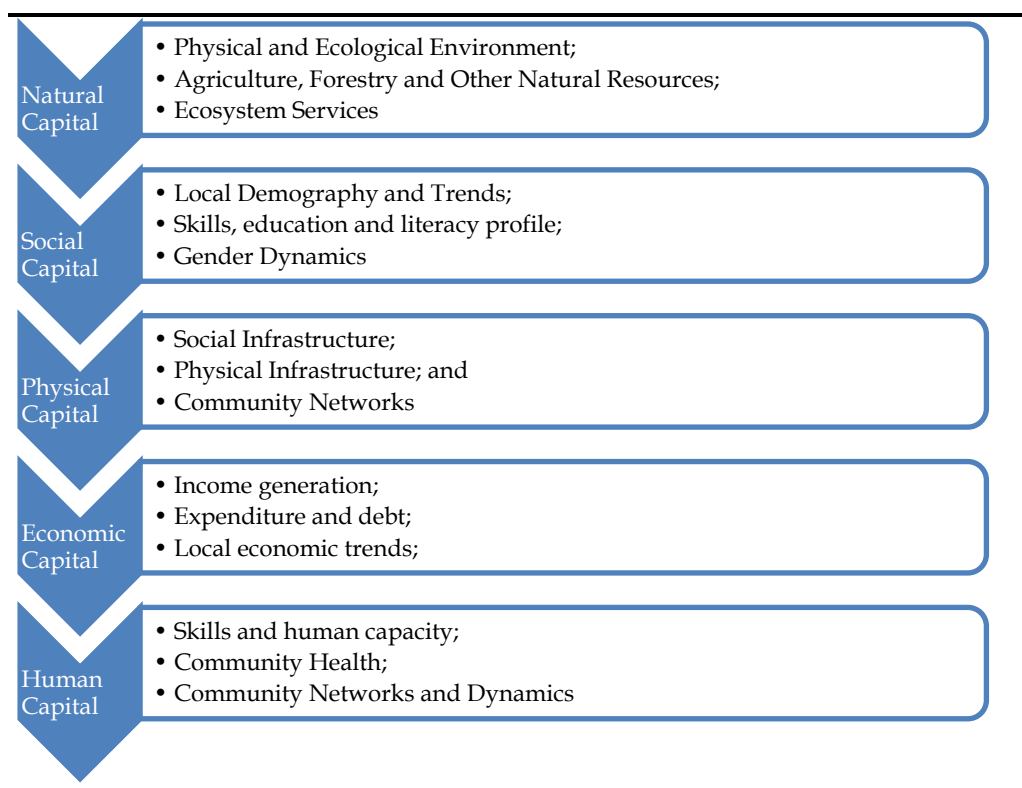 Natural
Capital
• Physical and Ecological Environment;
• Agriculture, Forestry and Other Natural Resources;
• Ecosystem Services
Social
Capital
• Local Demography and Trends;
• Skills, education and literacy profile;
• Gender Dynamics
Physical
Capital
• Social Infrastructure;
• Physical Infrastructure; and
• Community Networks
Economic
Capital
• Income generation;
• Expenditure and debt;
• Local economic trends;
Human
Capital
• Skills and human capacity;
• Community Health;
• Community Networks and Dynamics